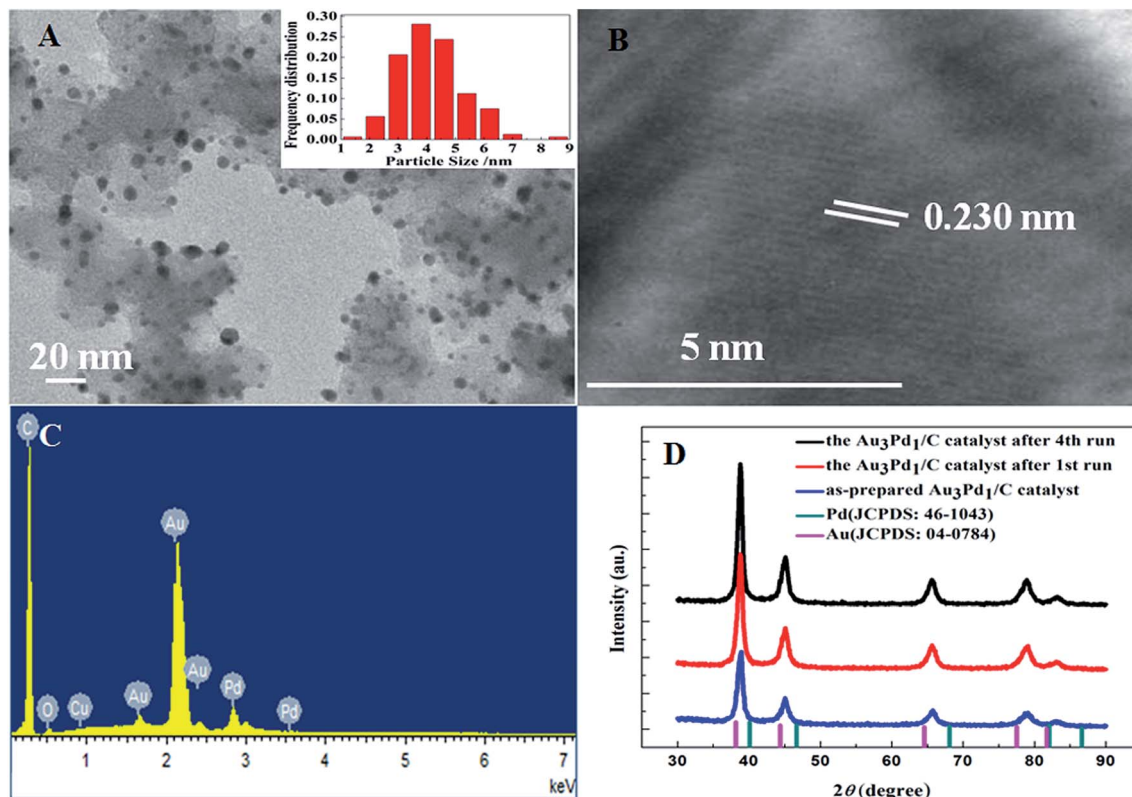 A
Frequency distribution
0.30
0.25
0.20
0.15
0.10
0.05
0.00
1 2 3 4 5 6 7 8 9
Particle Size /nm
20 nm
B
0.230 nm
5 nm
C
C
O
Cu
Au
Au
Au
Pd
Pd
1 2 3 4 5 6 7
keV
D
the Au₃Pd₁/C catalyst after 4th run
the Au₃Pd₁/C catalyst after 1st run
as-prepared Au₃Pd₁/C catalyst
Pd(JCPDS: 46-1043)
Au(JCPDS: 04-0784)
Intensity (au.)
30 40 50 60 70 80 90
2θ (degree)